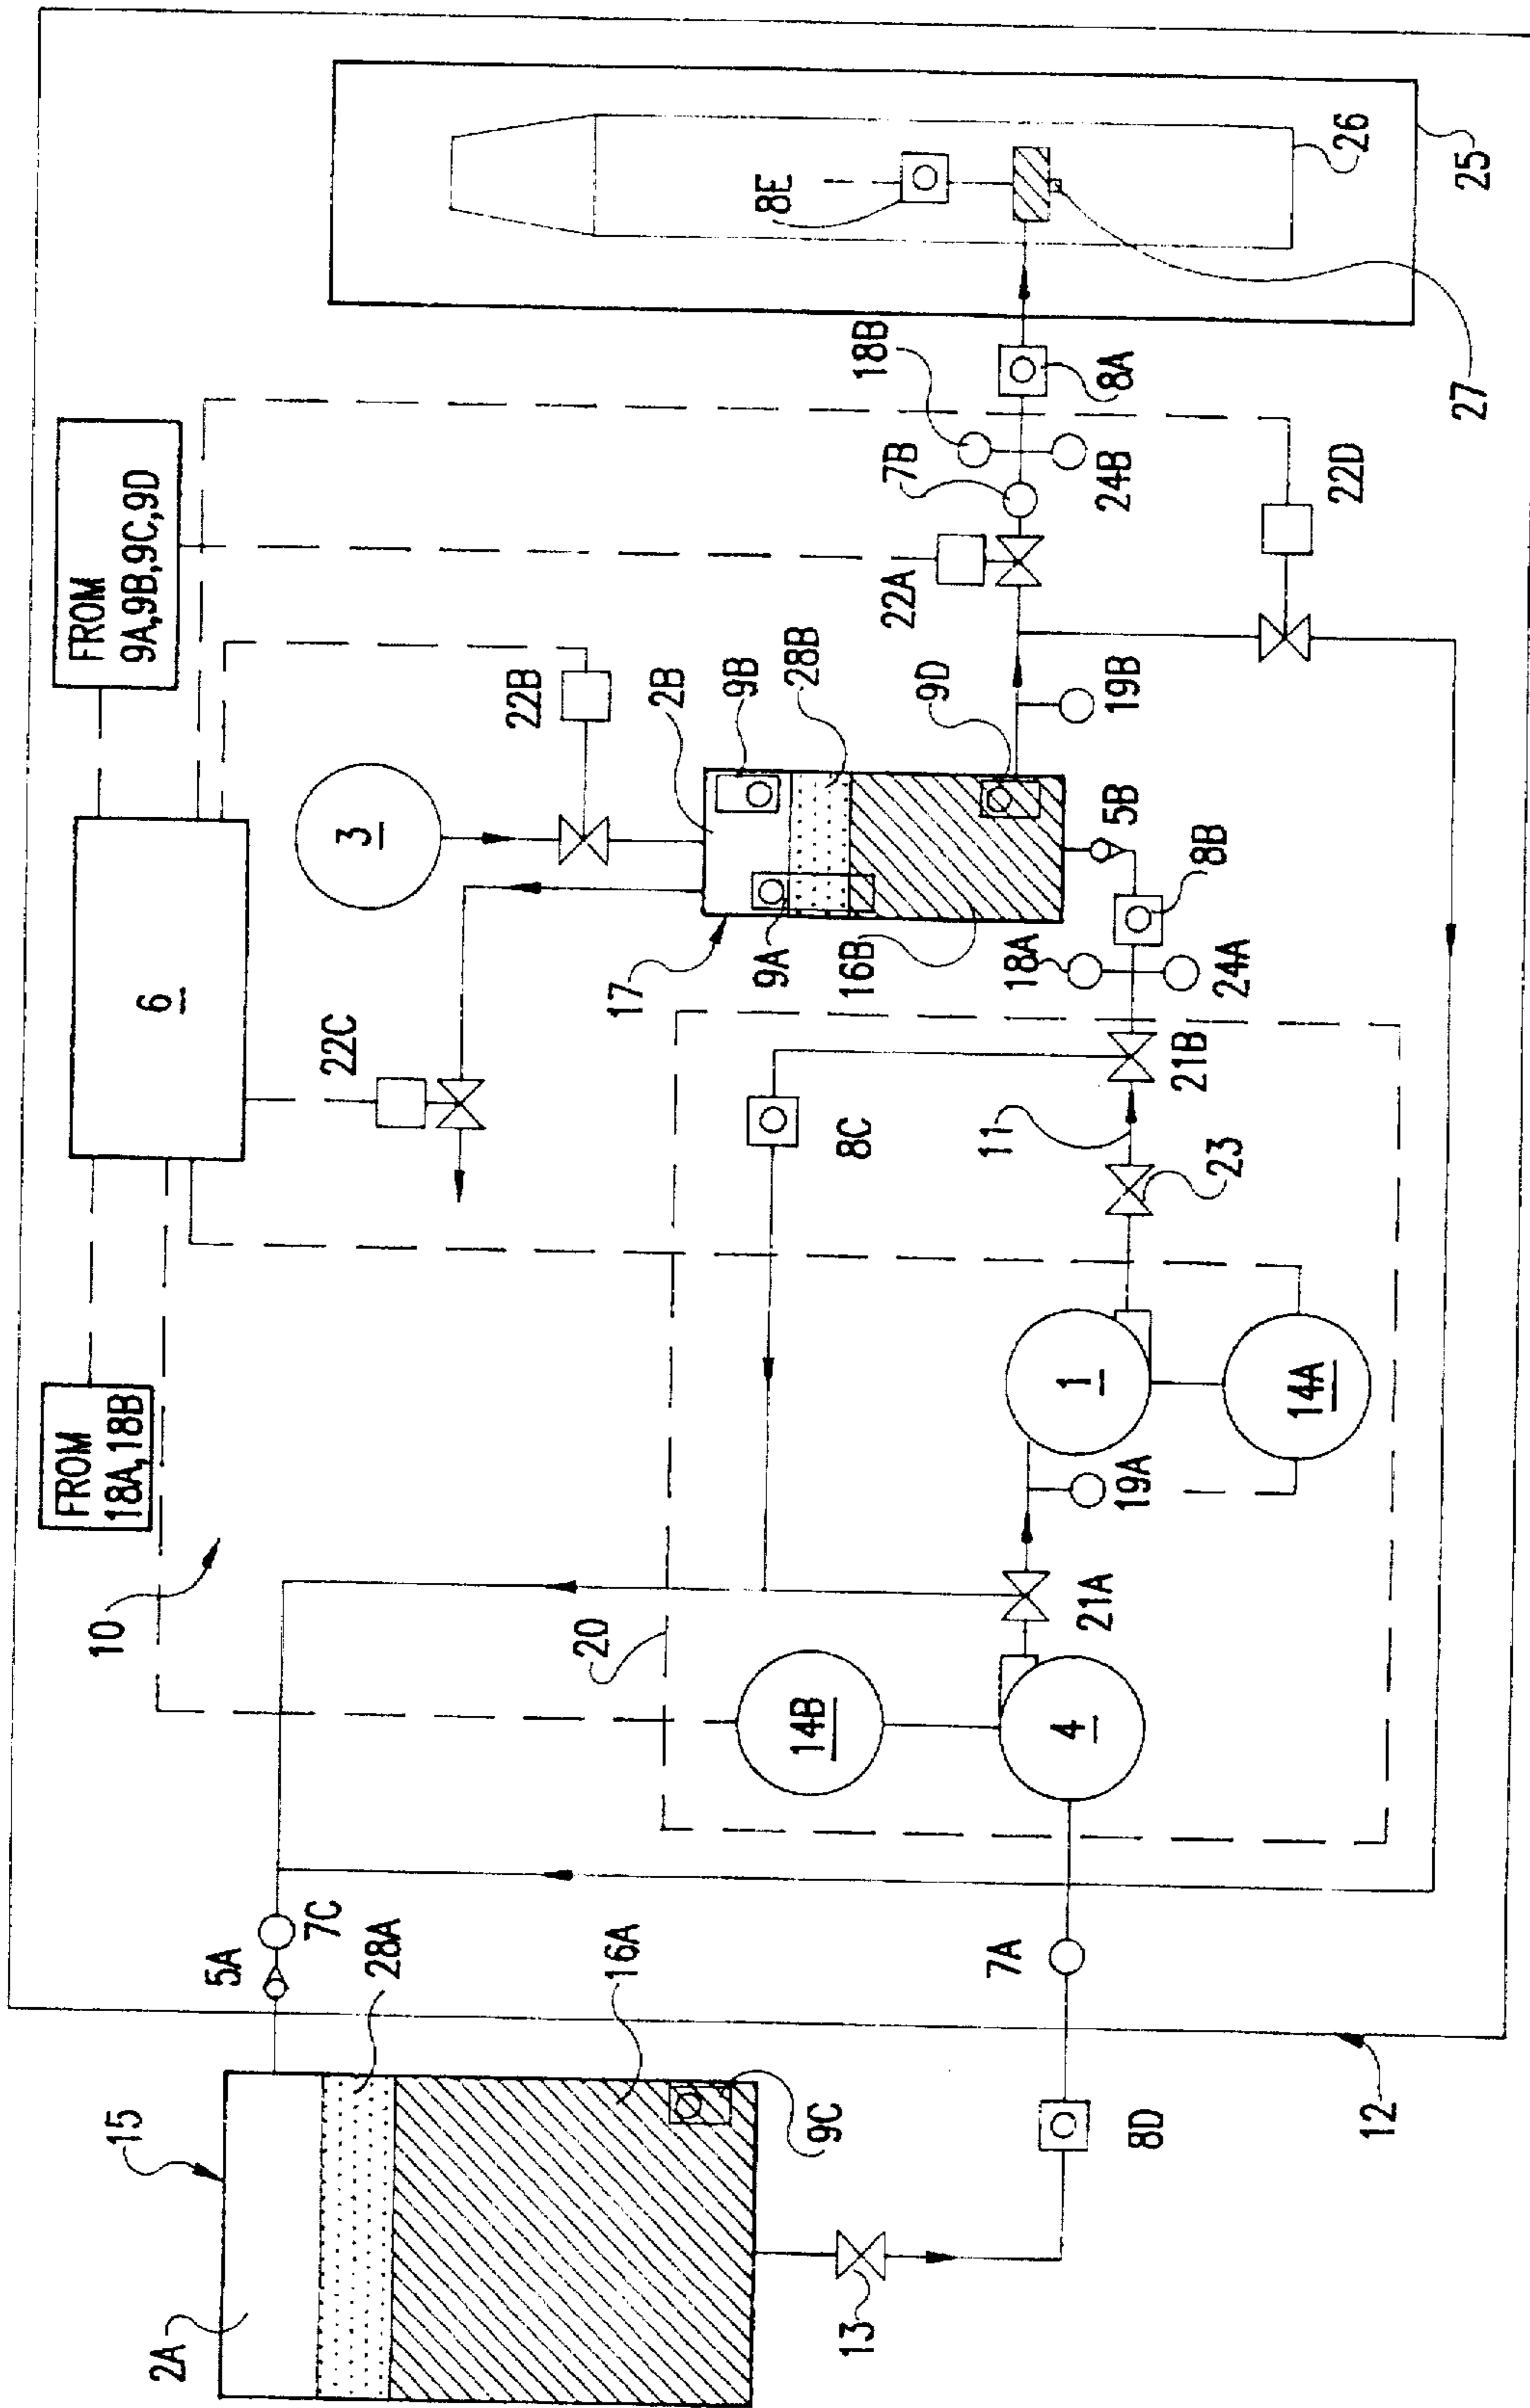 FROM
18A,18B
6
FROM
9A,9B,9C,9D
10
22C
3
22B
15
2A
5A
7C
28A
16A
9C
13
8D
12
7A
20
14B
4
21A
19A
1
14A
8C
11
23
21B
18A
24A
8B
5B
17
9A
16B
2B
9B
28B
9D
19B
22A
7B
18B
24B
8A
22D
8E
27
26
25